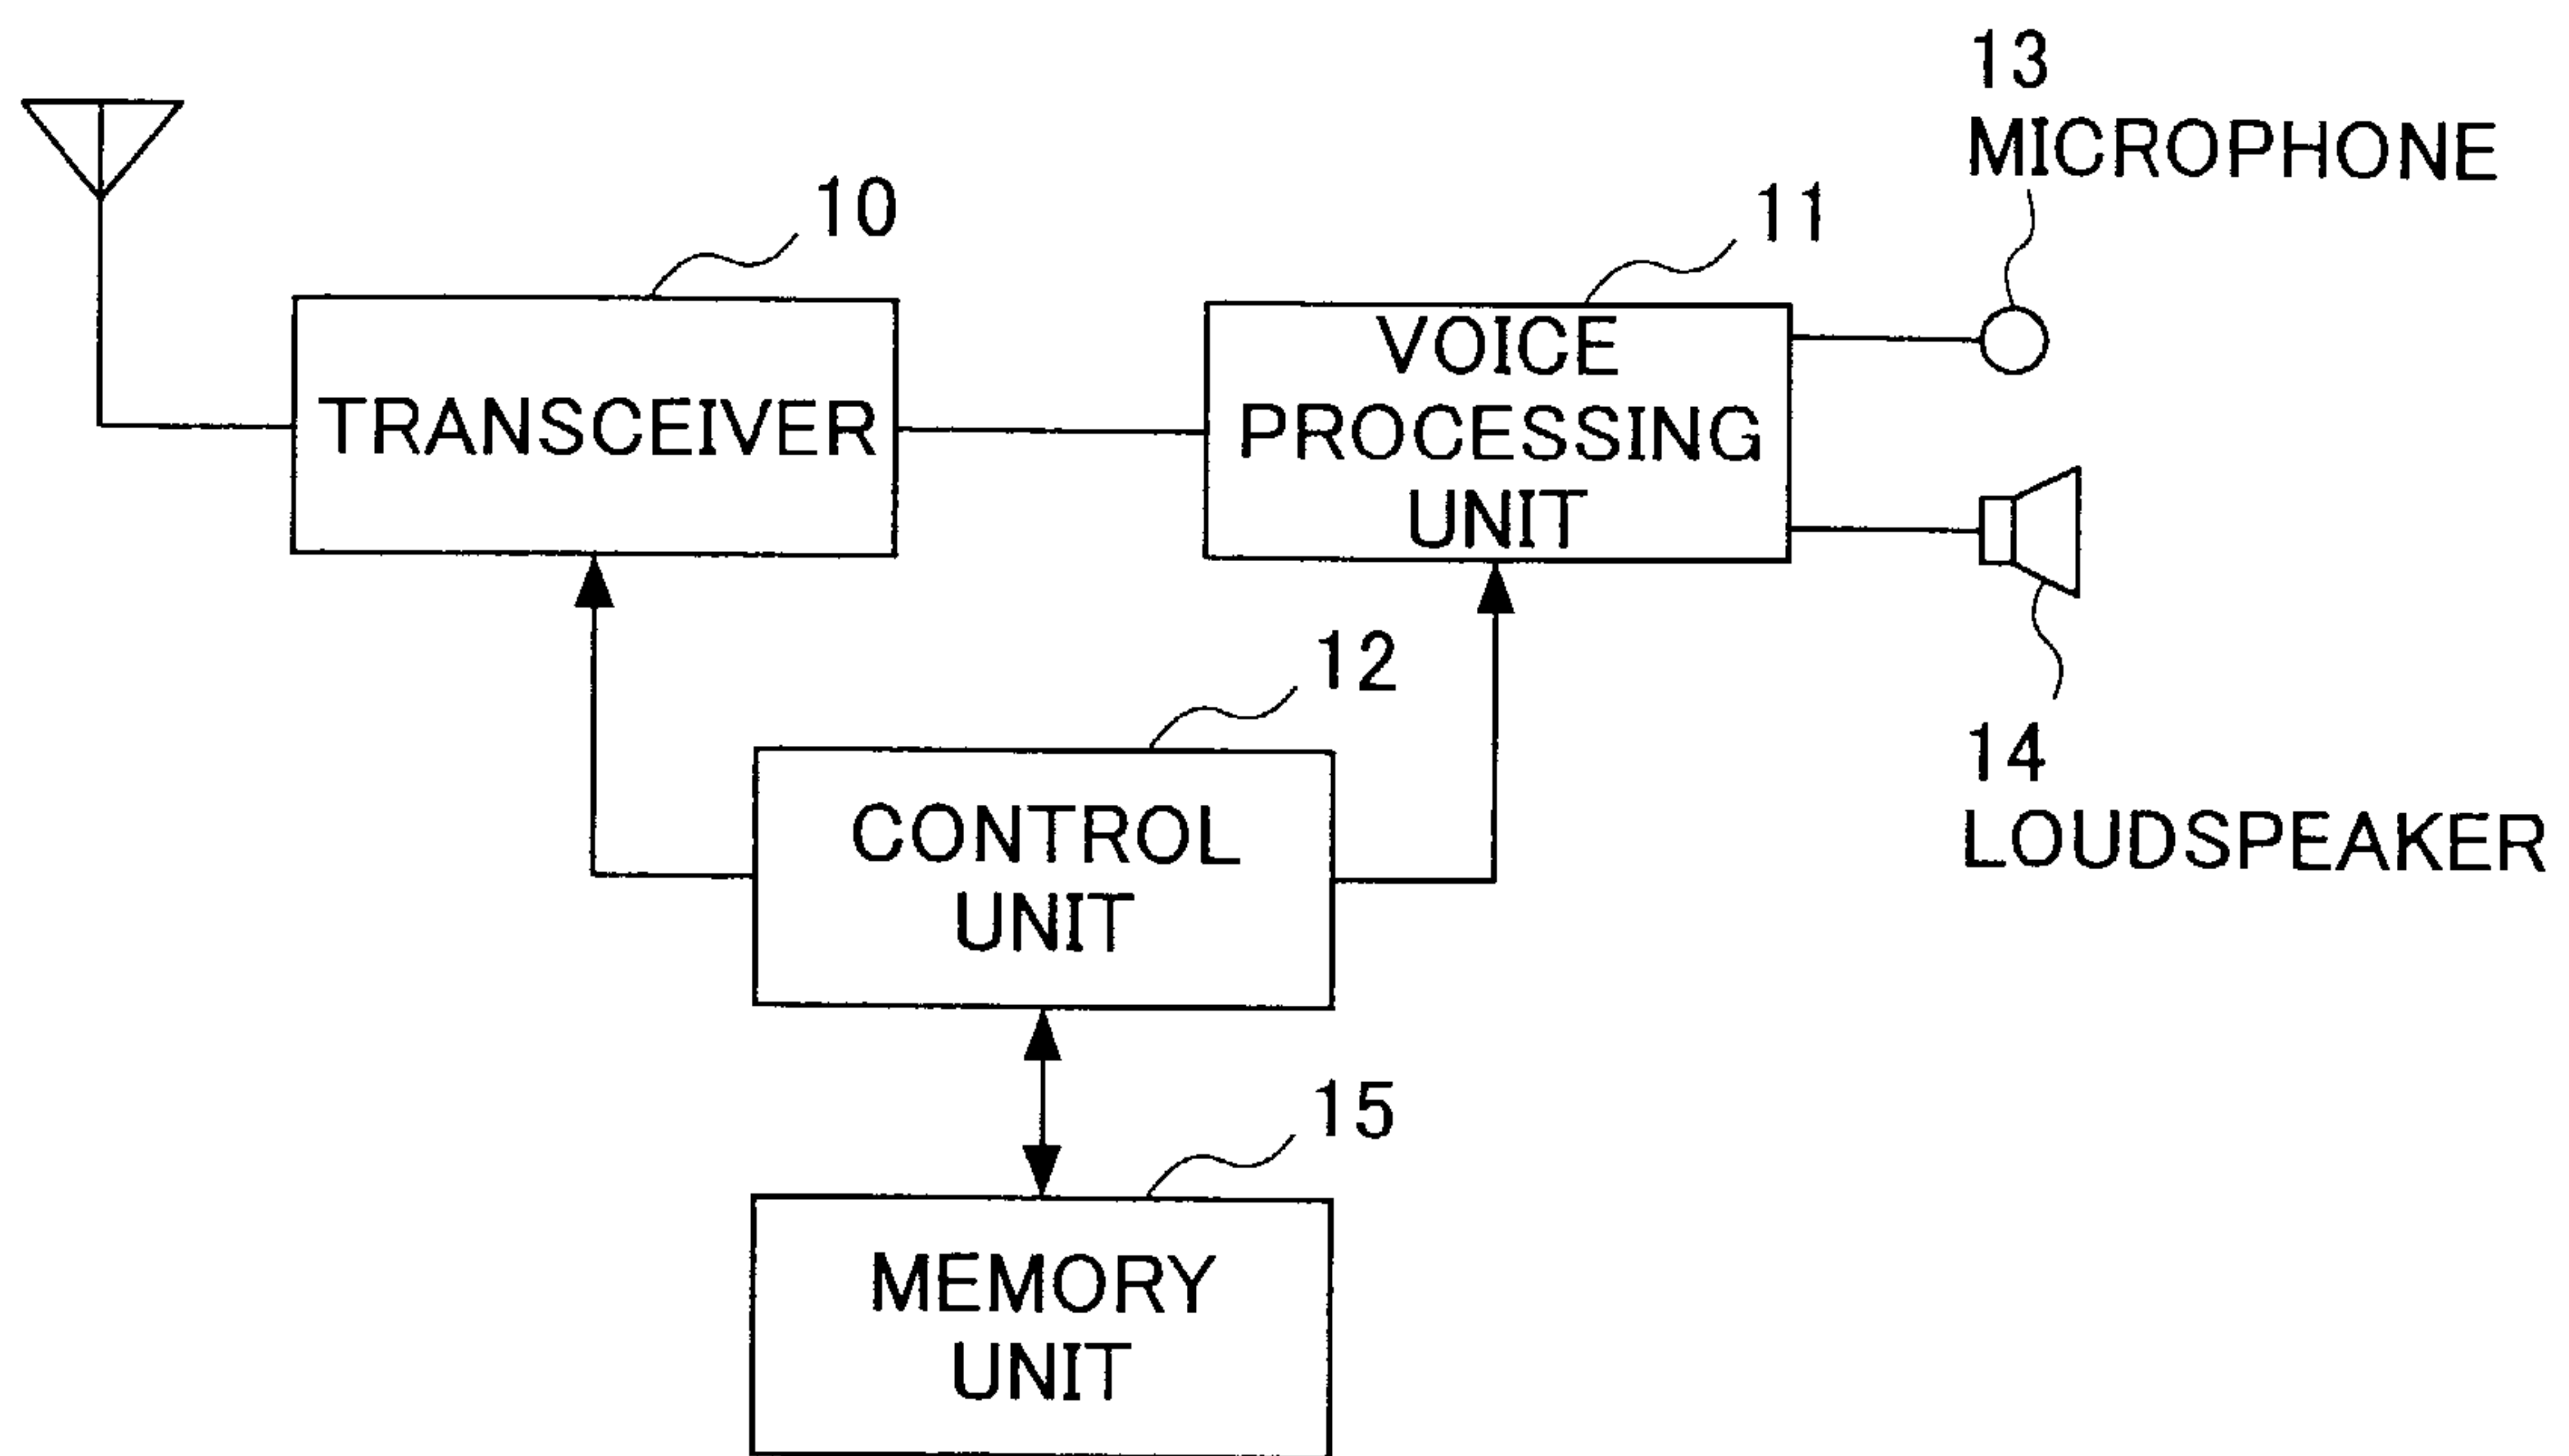 13
MICROPHONE
10
11
TRANSCEIVER
VOICE
PROCESSING
UNIT
12
14
LOUDSPEAKER
CONTROL
UNIT
15
MEMORY
UNIT